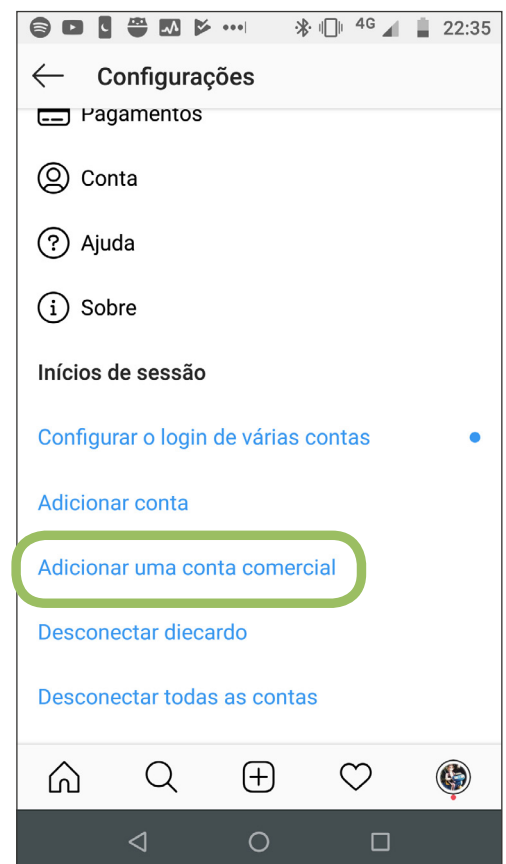 4G 22:35
Configurações
Pagamentos
Conta
Ajuda
Sobre
Inícios de sessão
Configurar o login de várias contas
Adicionar conta
Adicionar uma conta comercial
Desconectar diecardo
Desconectar todas as contas